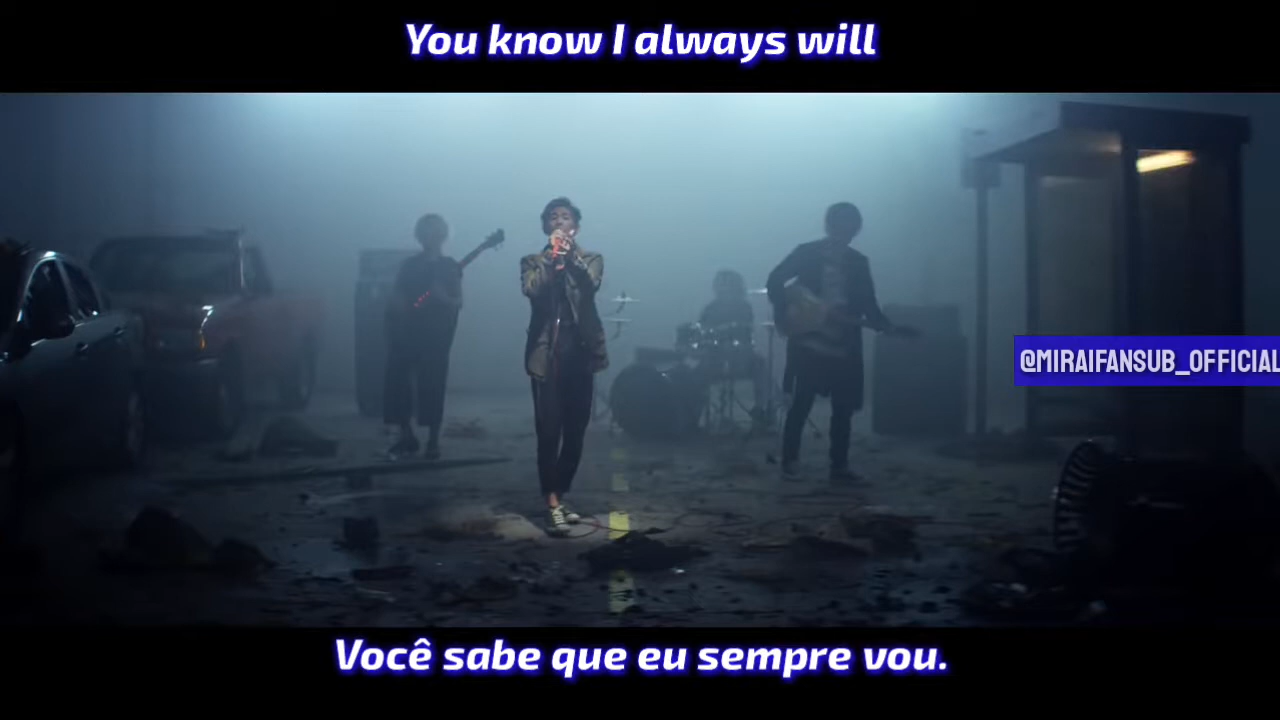 You know I always will
@MIRAIFANSUB_OFFICIAL
Você sabe que eu sempre vou.